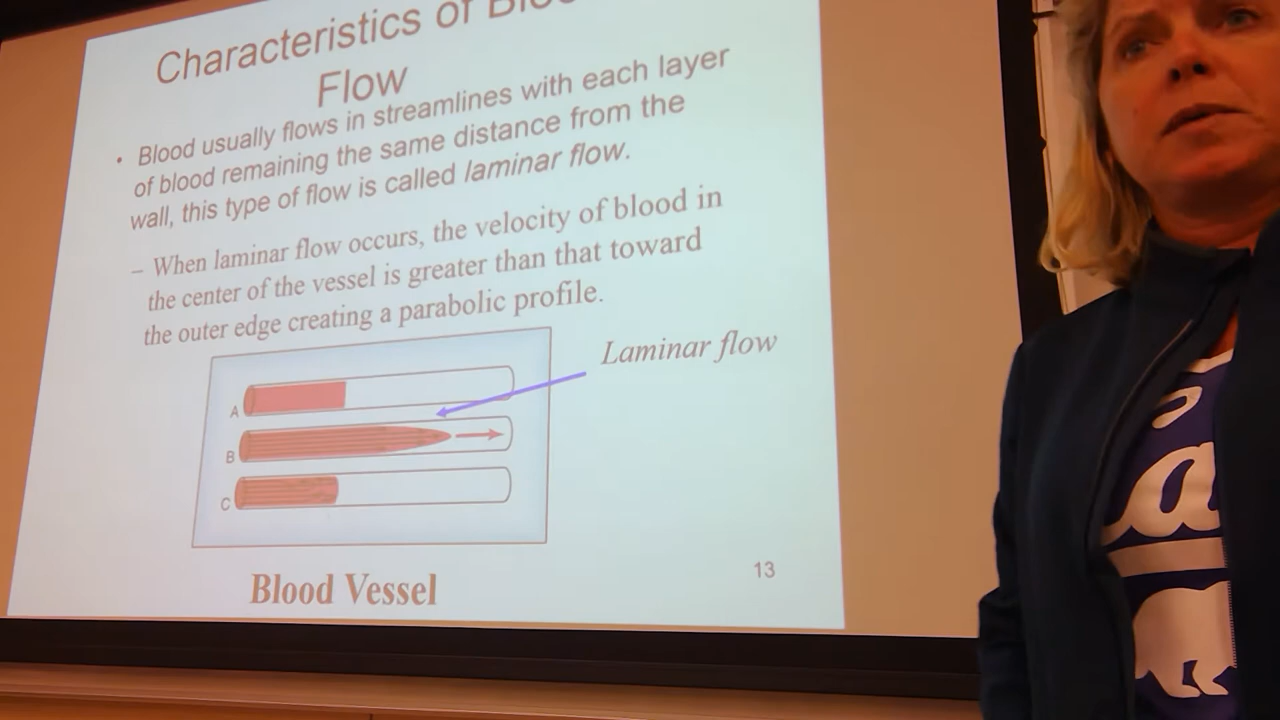 Characteristics of
Flow
• Blood usually flows in streamlines with each layer
of blood remaining the same distance from the
wall, this type of flow is called laminar flow.
– When laminar flow occurs, the velocity of blood in
the center of the vessel is greater than that toward
the outer edge creating a parabolic profile.
Laminar flow
A
B
C
Blood Vessel
13